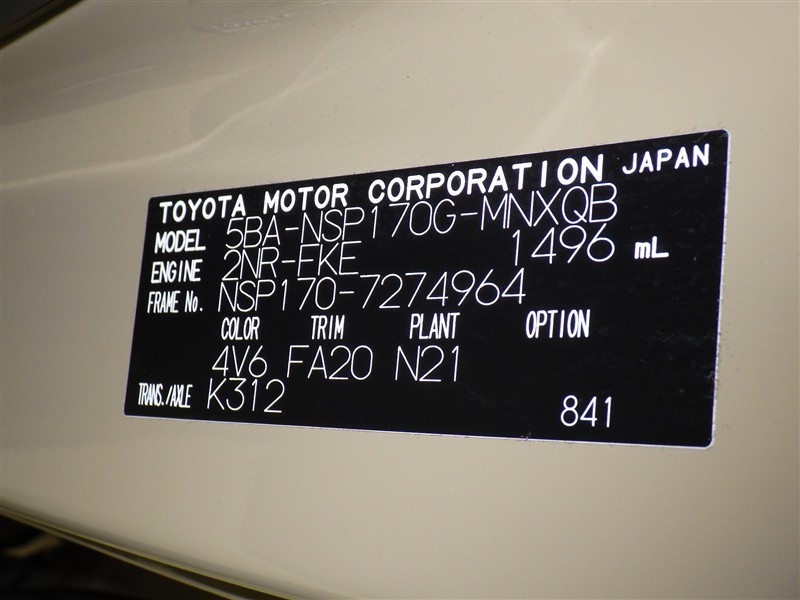 TOYOTA MOTOR CORPORATION JAPAN
MODEL 5BA-NSP170G-MNXQB
ENGINE 2NR-FKE 1496 mL
FRAME No. NSP170-7274964
COLOR TRIM PLANT OPTION
4V6 FA20 N21
TRANS./AXLE K312
841